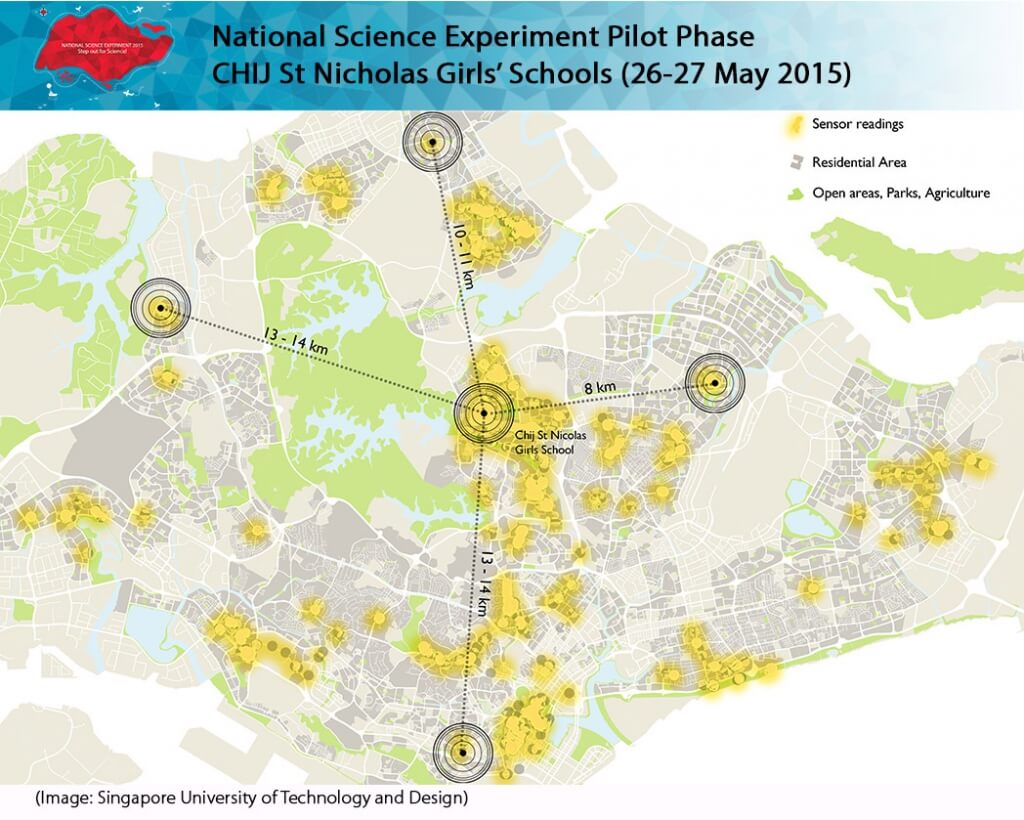 NATIONAL SCIENCE EXPERIMENT 2015
Step out for Science!
National Science Experiment Pilot Phase
CHIJ St Nicholas Girls’ Schools (26-27 May 2015)
Sensor readings
Residential Area
Open areas, Parks, Agriculture
10 - 11 km
13 - 14 km
8 km
Chij St Nicolas
Girls School
13 - 14 km
(Image: Singapore University of Technology and Design)